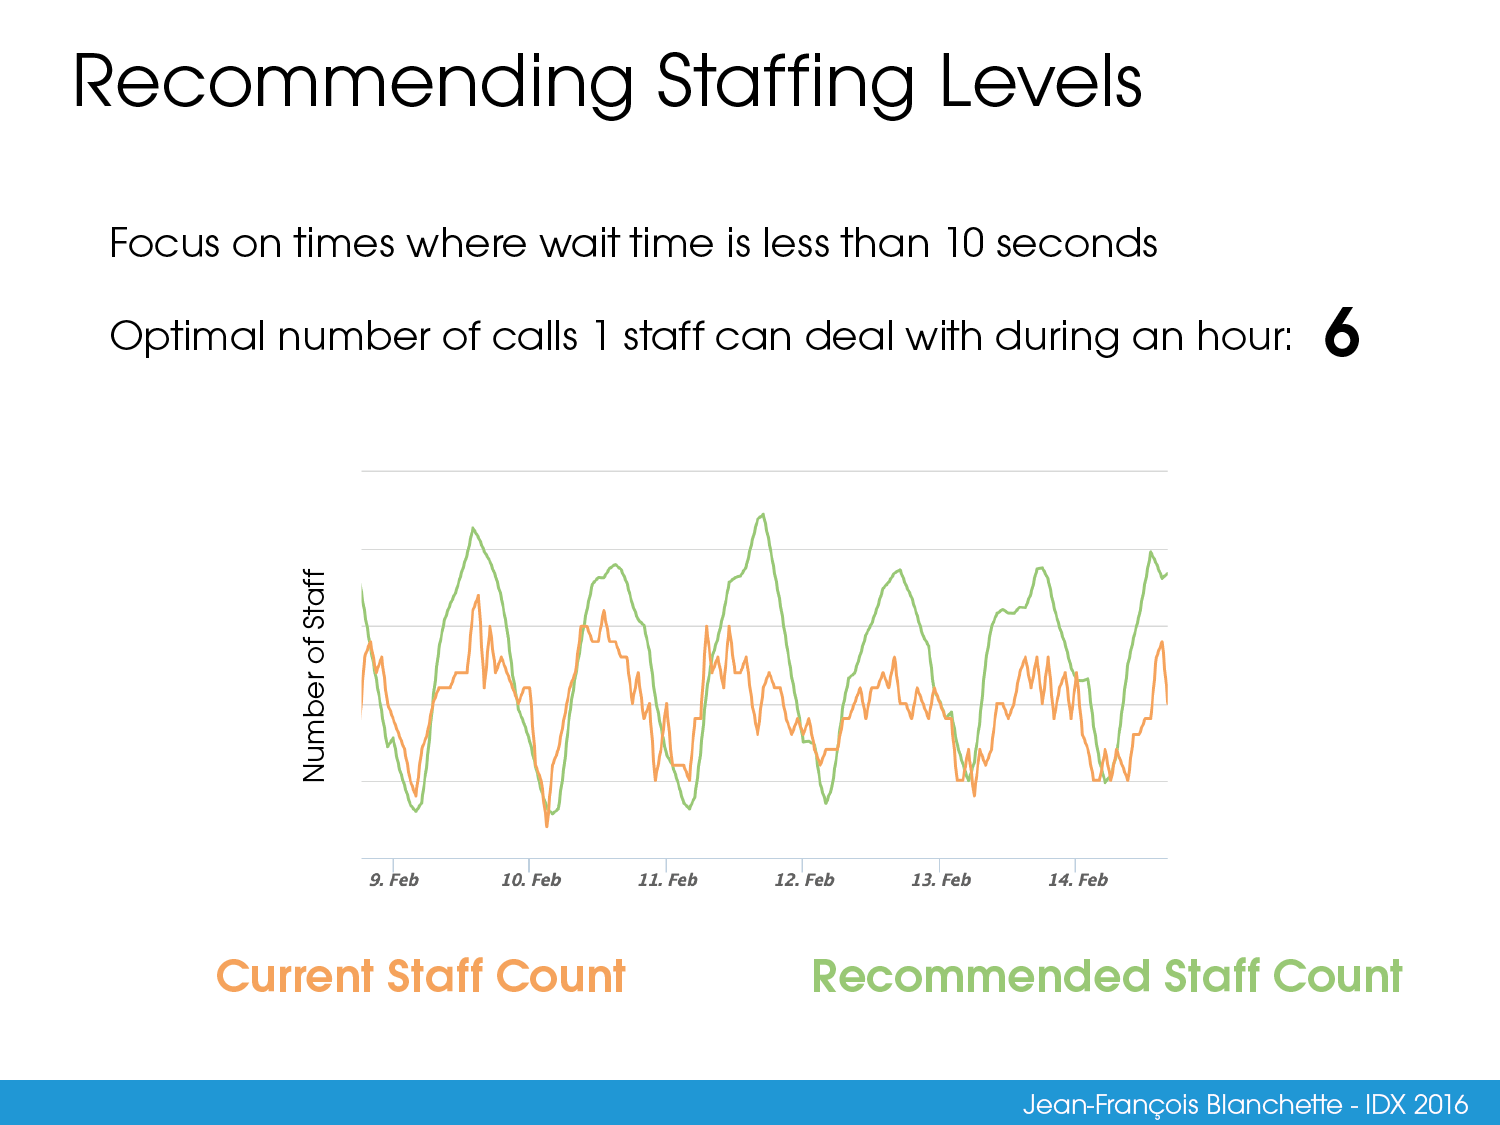 Recommending Staffing Levels
Focus on times where wait time is less than 10 seconds
Optimal number of calls 1 staff can deal with during an hour: 6
Number of Staff
9. Feb 10. Feb 11. Feb 12. Feb 13. Feb 14. Feb
Current Staff Count Recommended Staff Count
Jean-François Blanchette - IDX 2016